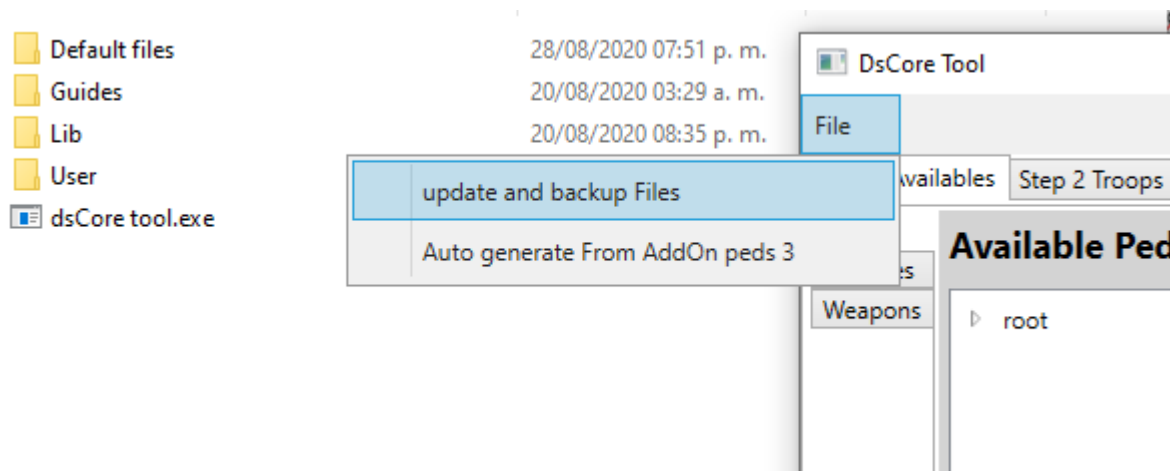 Default files 28/08/2020 07:51 p. m.
Guides 20/08/2020 03:29 a. m.
Lib 20/08/2020 08:35 p. m.
User
dsCore tool.exe
DsCore Tool
File
update and backup Files
Auto generate From AddOn peds 3
Step 2 Troops
Available Ped
Weapons
root